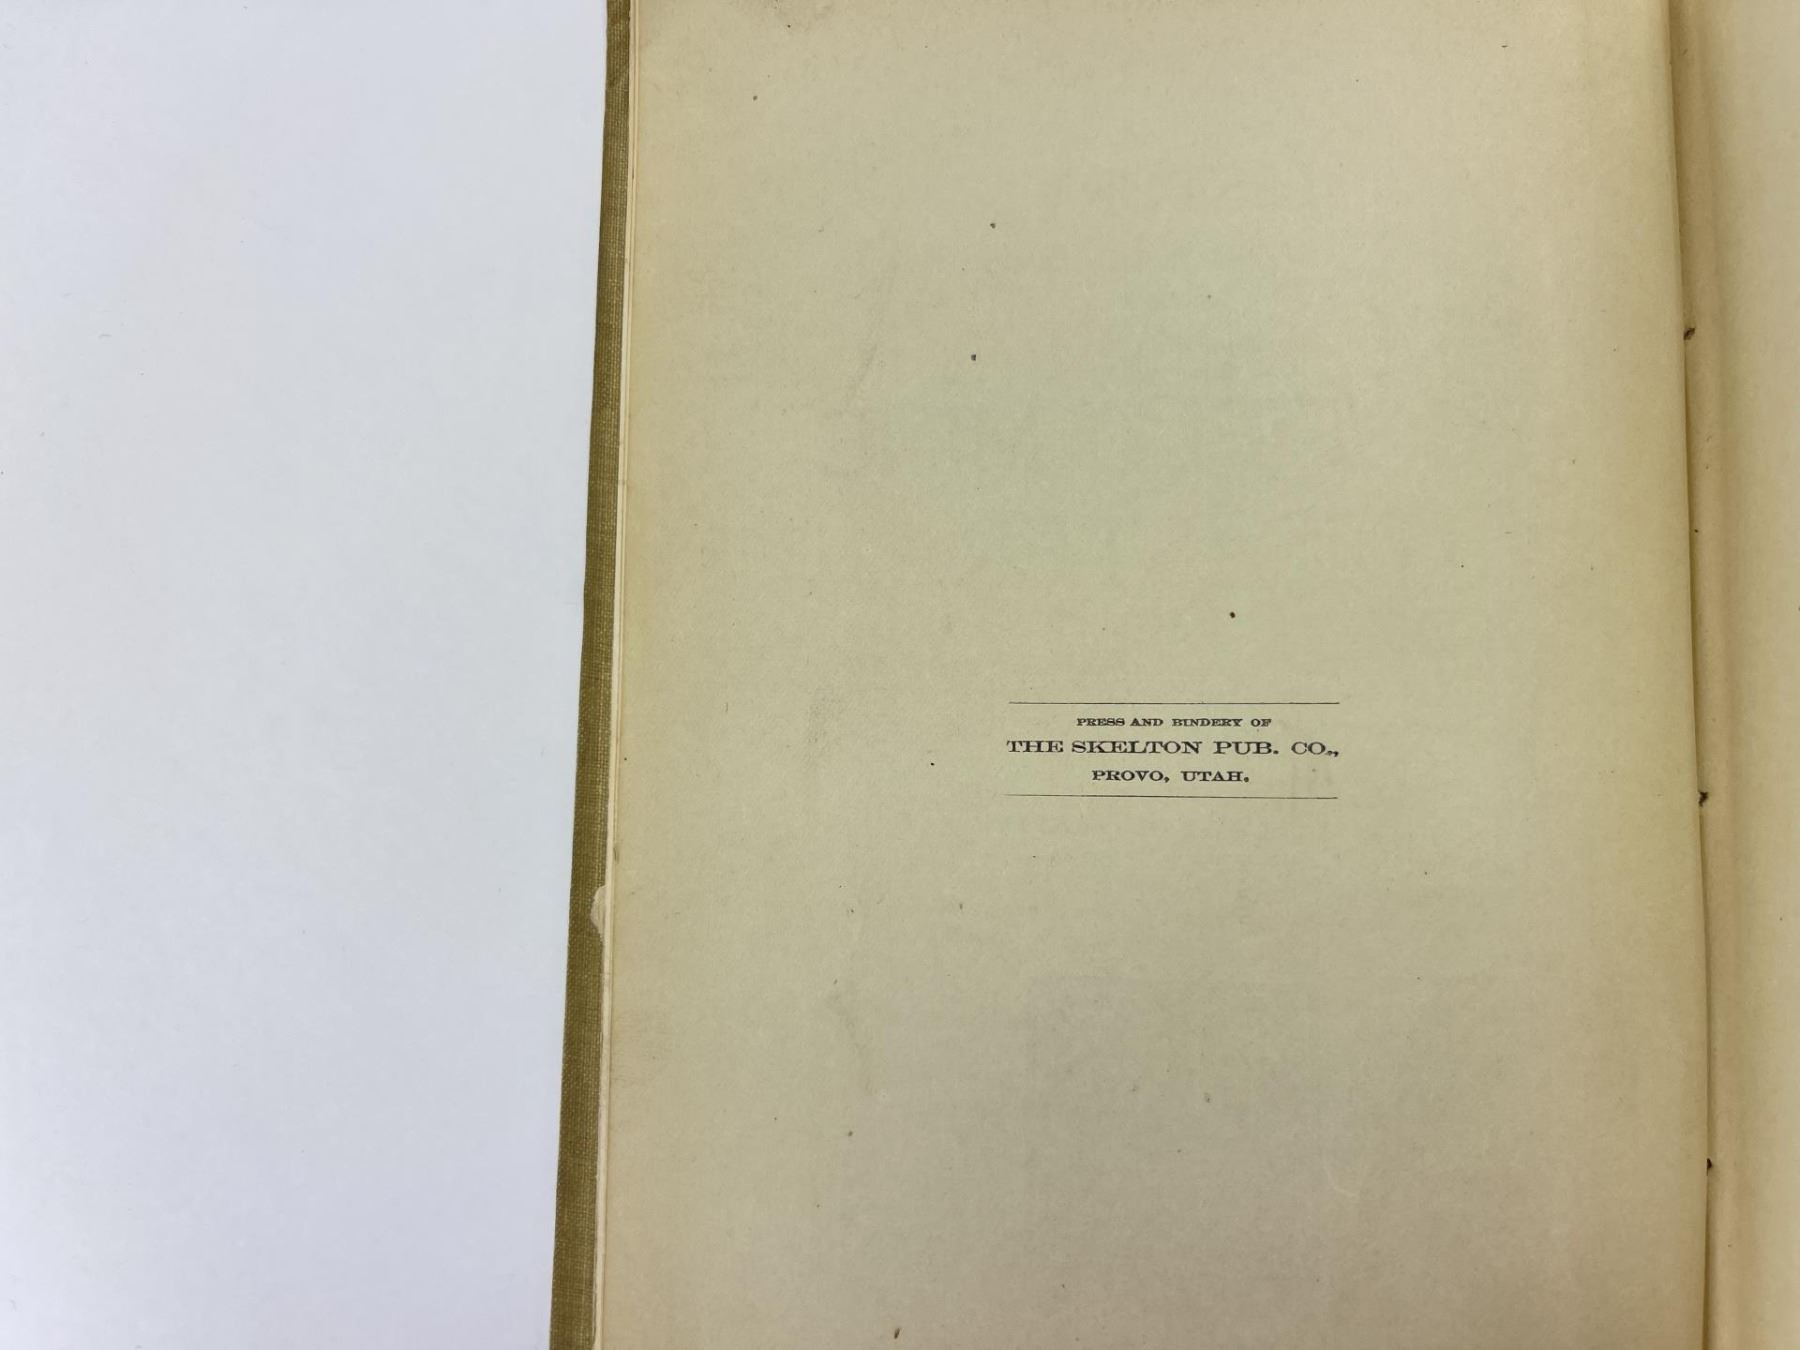 PRESS AND BINDERY OF
THE SKELTON PUB. CO.,
PROVO, UTAH.